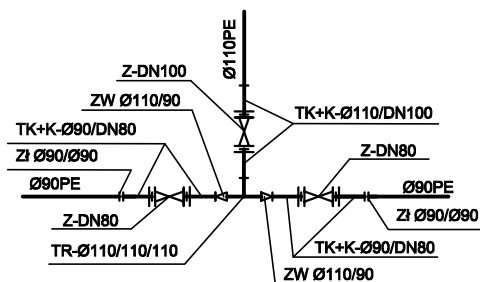 Ø110PE
Z-DN100
ZW Ø110/90
TK+K-Ø110/DN100
TK+K-Ø90/DN80
Z-DN80
Zł Ø90/Ø90
Ø90PE
Ø90PE
Z-DN80
Zł Ø90/Ø90
TR-Ø110/110/110
TK+K-Ø90/DN80
ZW Ø110/90